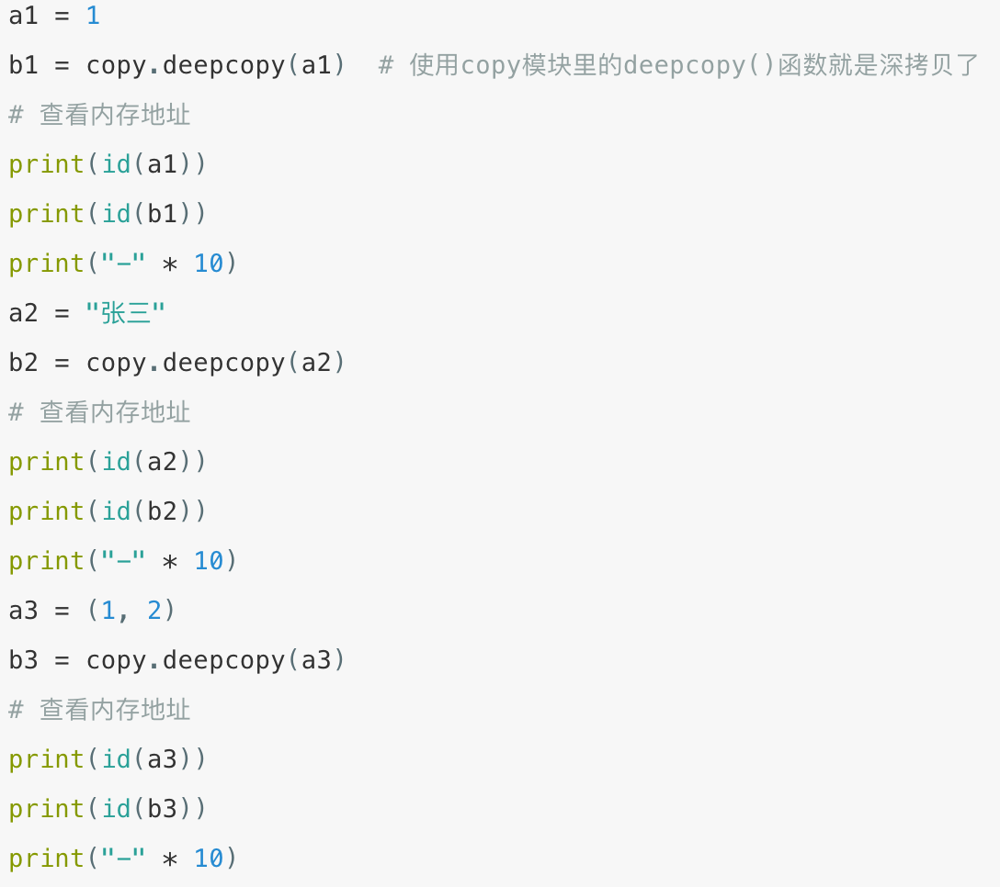 a1 = 1
b1 = copy.deepcopy(a1)  # 使用copy模块里的deepcopy()函数就是深拷贝了
# 查看内存地址
print(id(a1))
print(id(b1))
print("-" * 10)
a2 = "张三"
b2 = copy.deepcopy(a2)
# 查看内存地址
print(id(a2))
print(id(b2))
print("-" * 10)
a3 = (1, 2)
b3 = copy.deepcopy(a3)
# 查看内存地址
print(id(a3))
print(id(b3))
print("-" * 10)